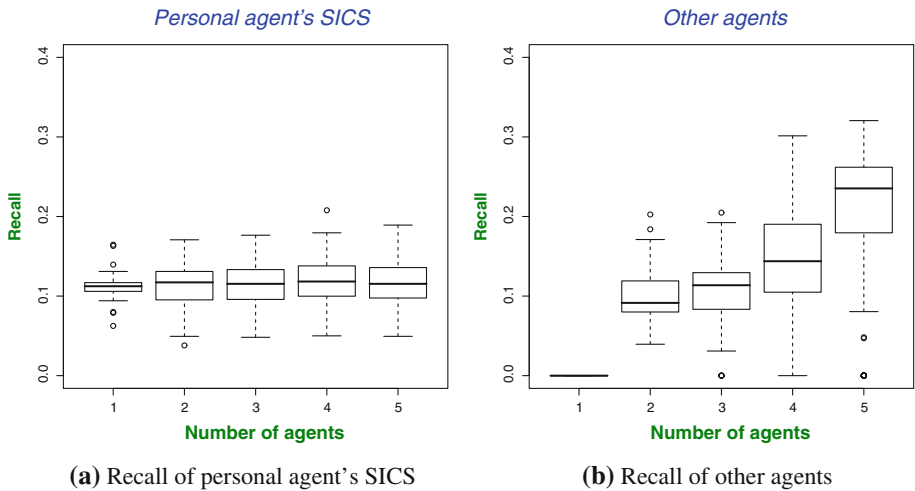 Personal agent's SICS
Other agents
Recall
0.0 0.1 0.2 0.3 0.4
1 2 3 4 5
Number of agents
Recall
0.0 0.1 0.2 0.3 0.4
1 2 3 4 5
Number of agents
(a) Recall of personal agent's SICS
(b) Recall of other agents